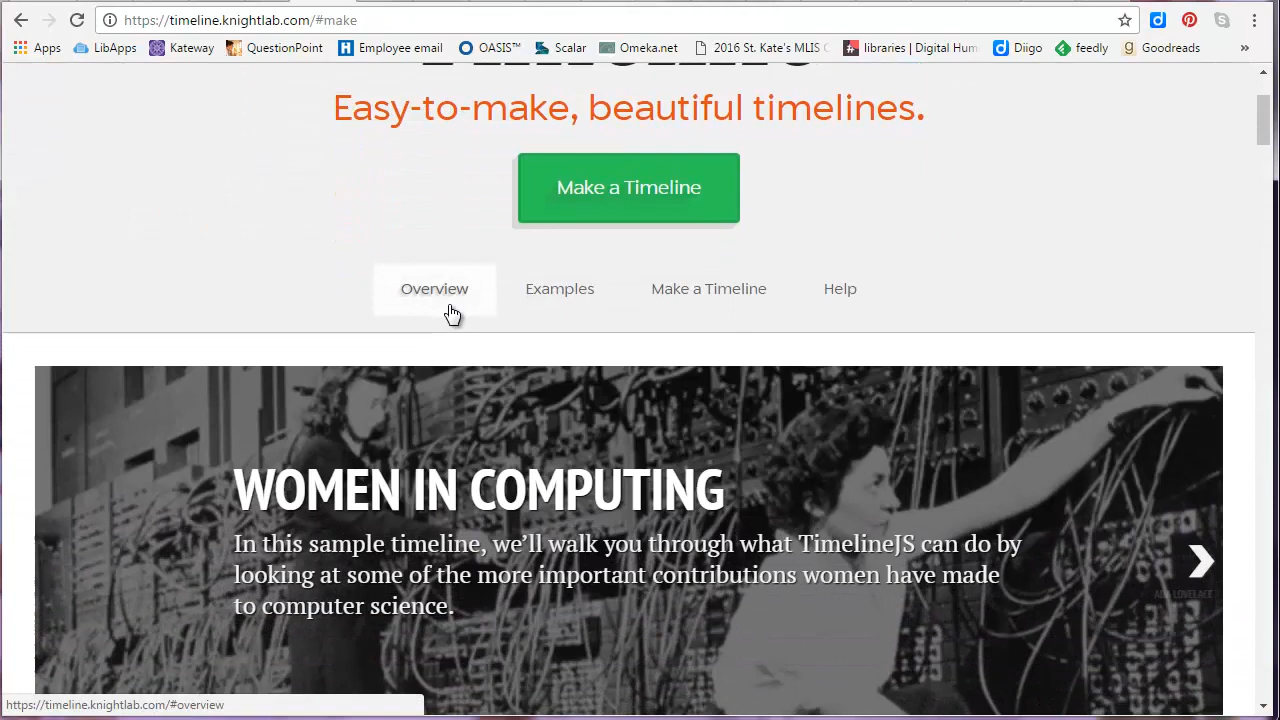 https://timeline.knightlab.com/#make
Apps LibApps Kateway QuestionPoint Employee email OASIS™ Scalar Omeka.net 2016 St. Kate's MLIS C libraries | Digital Hum Diigo feedly Goodreads »
Easy-to-make, beautiful timelines.
Make a Timeline
Overview Examples Make a Timeline Help
WOMEN IN COMPUTING
In this sample timeline, we’ll walk you through what TimelineJS can do by
looking at some of the more important contributions women have made
to computer science.
ADA LOVELACE
https://timeline.knightlab.com/#overview